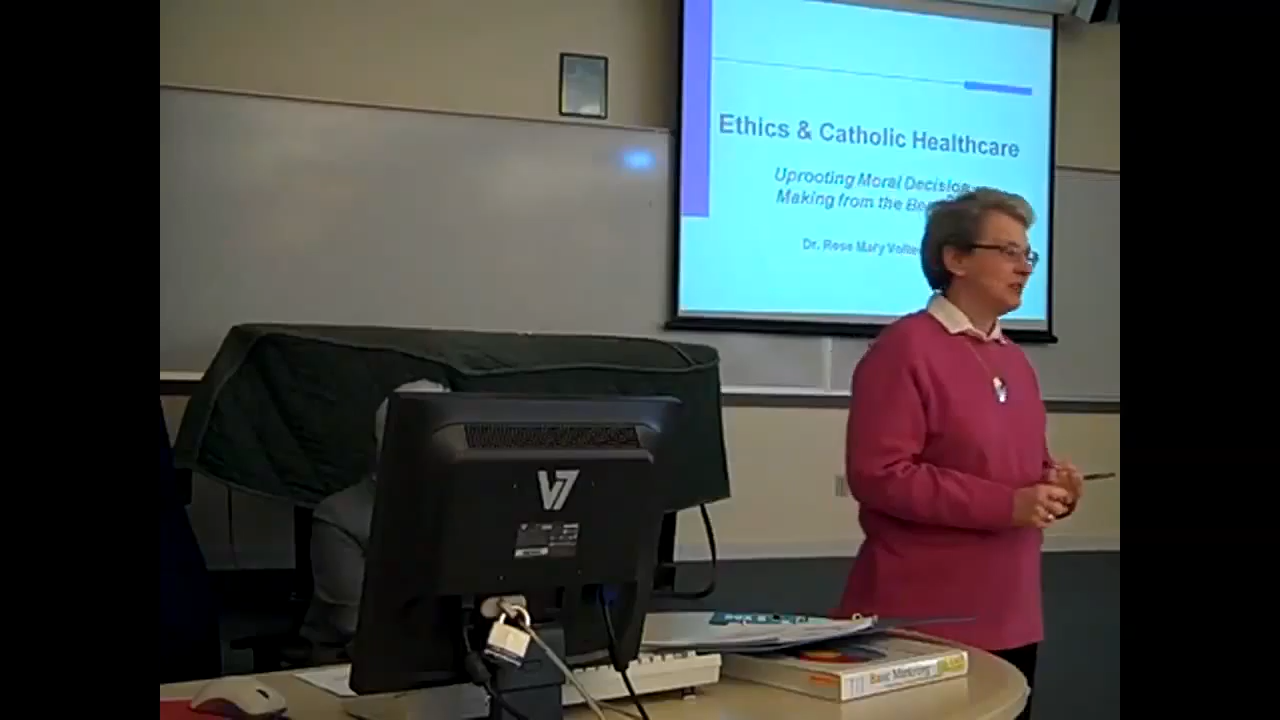 Ethics & Catholic Healthcare
Uprooting Moral Decision
Making from the
Dr. Rose Mary
V7
Basic Marketing